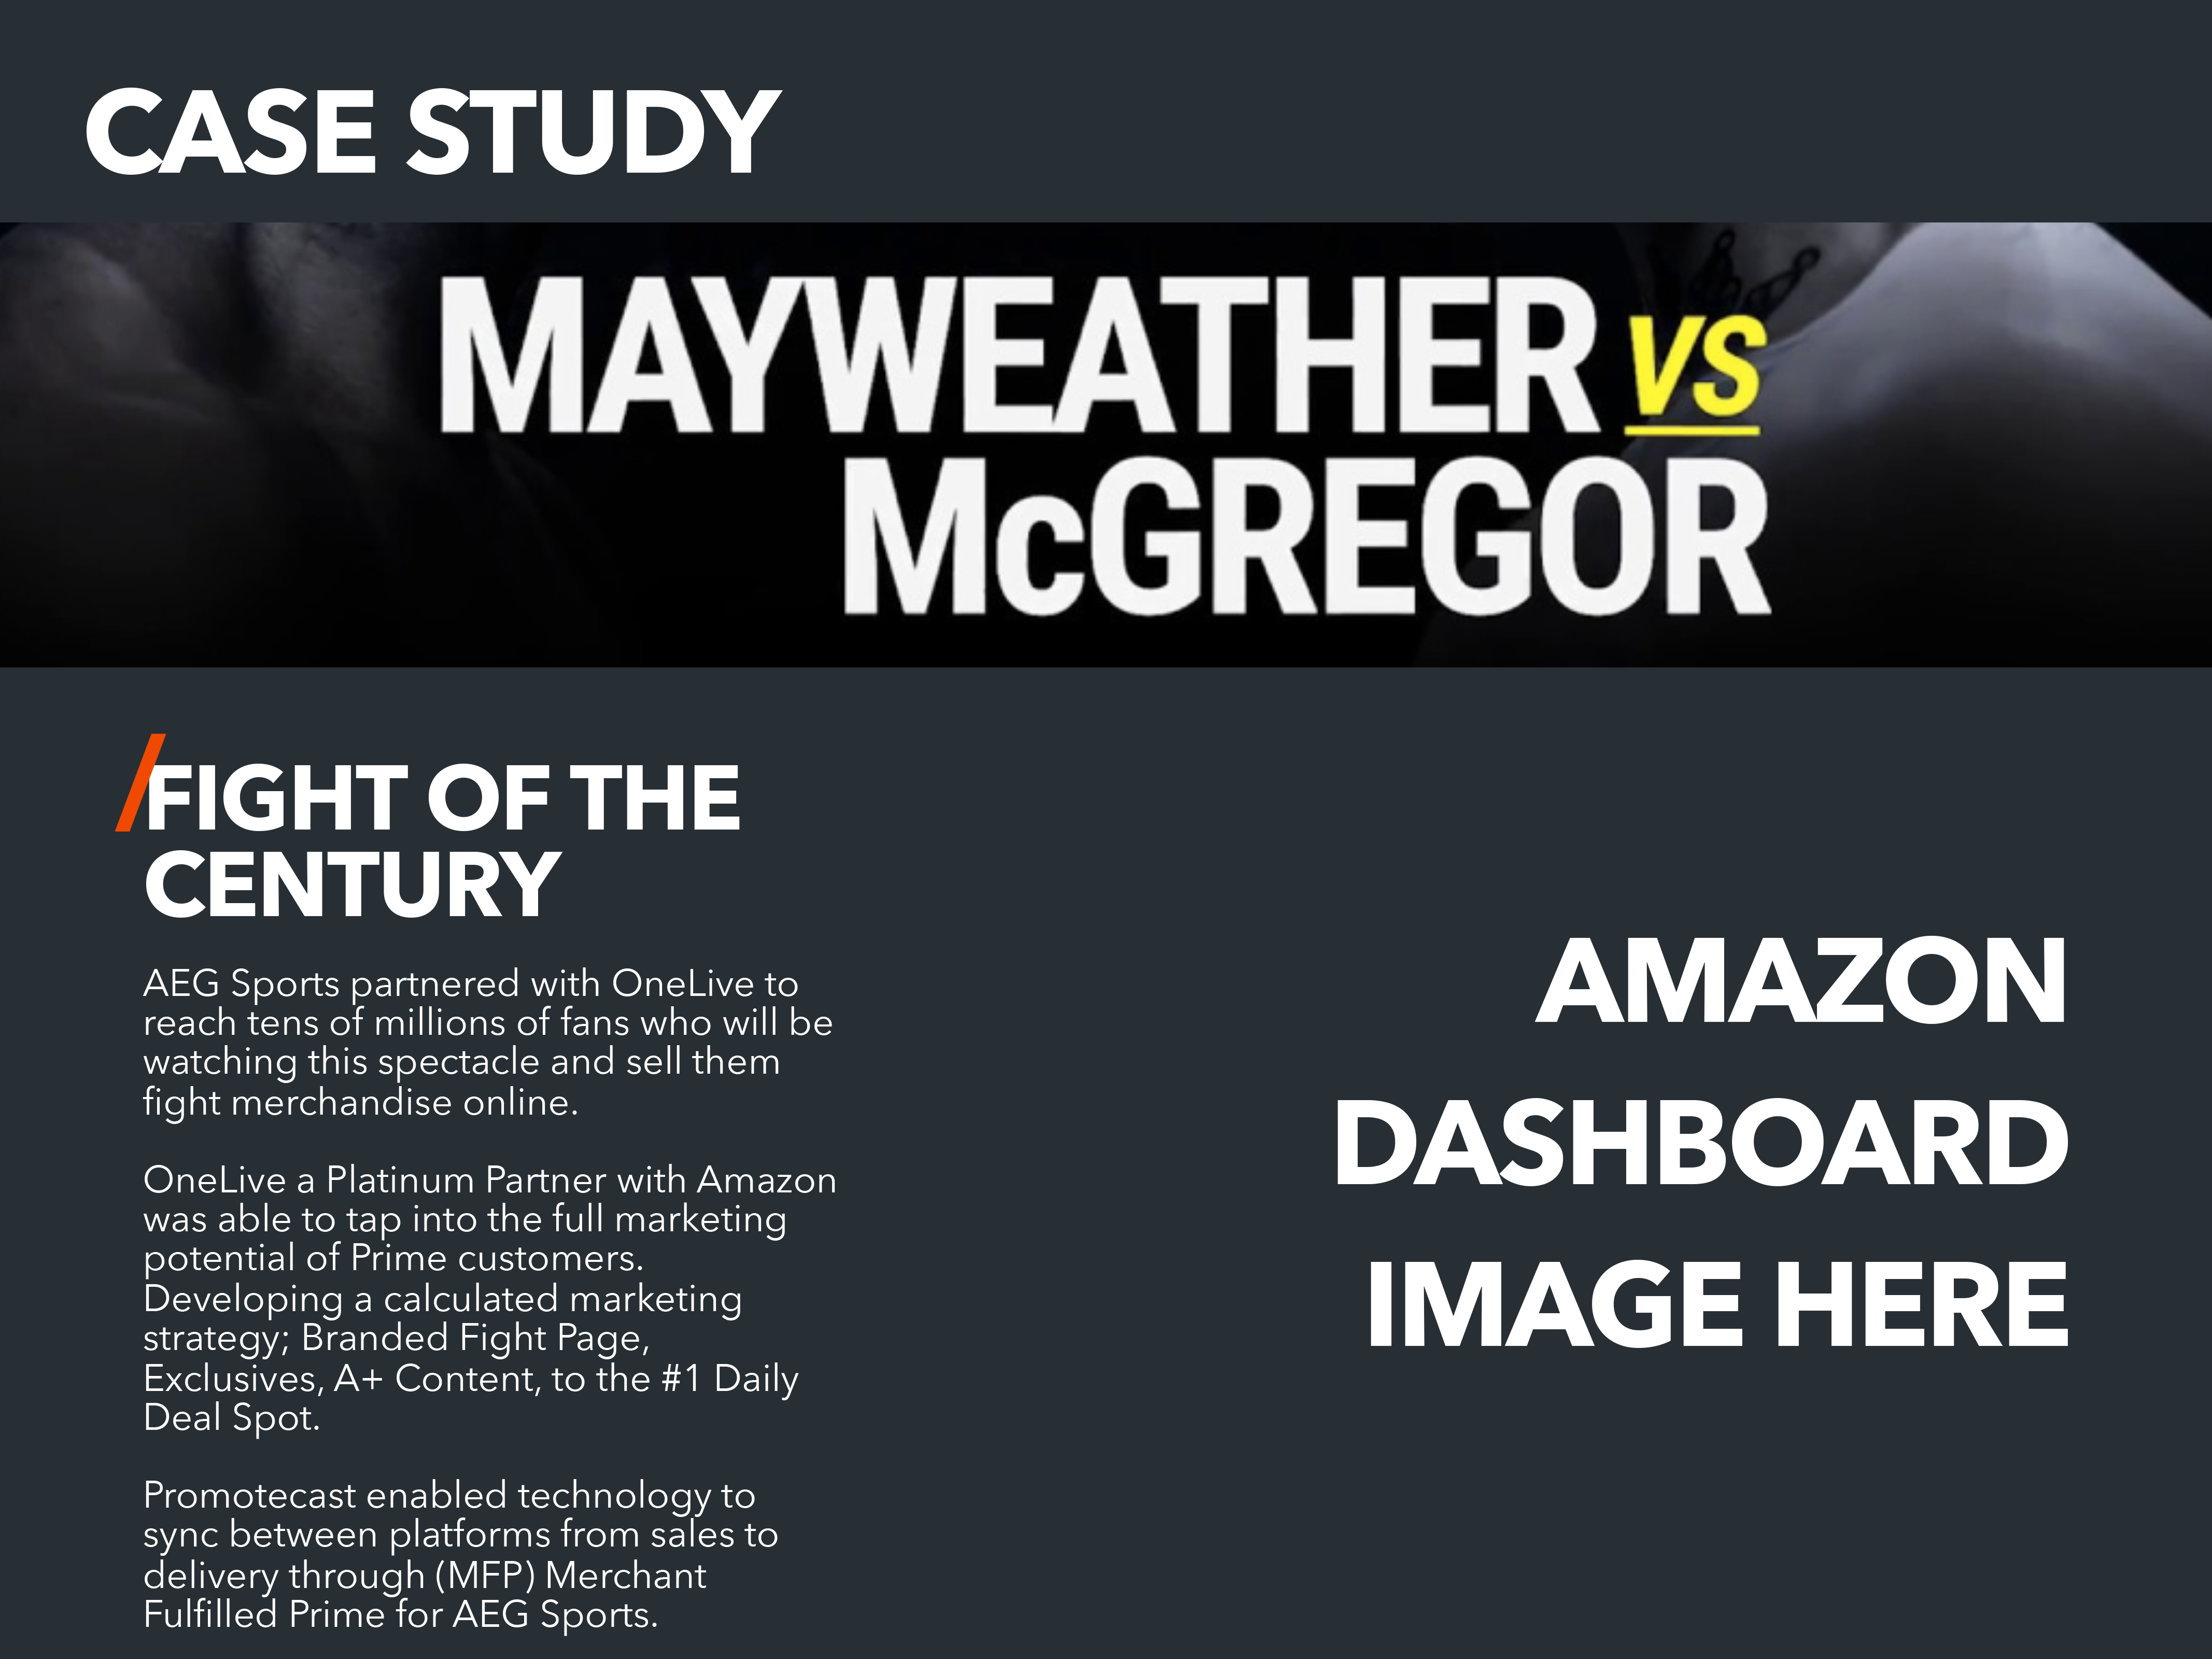 CASE STUDY
MAYWEATHER VS
McGREGOR
/FIGHT OF THE
CENTURY
AEG Sports partnered with OneLive to
reach tens of millions of fans who will be
watching this spectacle and sell them
fight merchandise online.
OneLive a Platinum Partner with Amazon
was able to tap into the full marketing
potential of Prime customers.
Developing a calculated marketing
strategy; Branded Fight Page,
Exclusives, A+ Content, to the #1 Daily
Deal Spot.
Promotecast enabled technology to
sync between platforms from sales to
delivery through (MFP) Merchant
Fulfilled Prime for AEG Sports.
AMAZON
DASHBOARD
IMAGE HERE